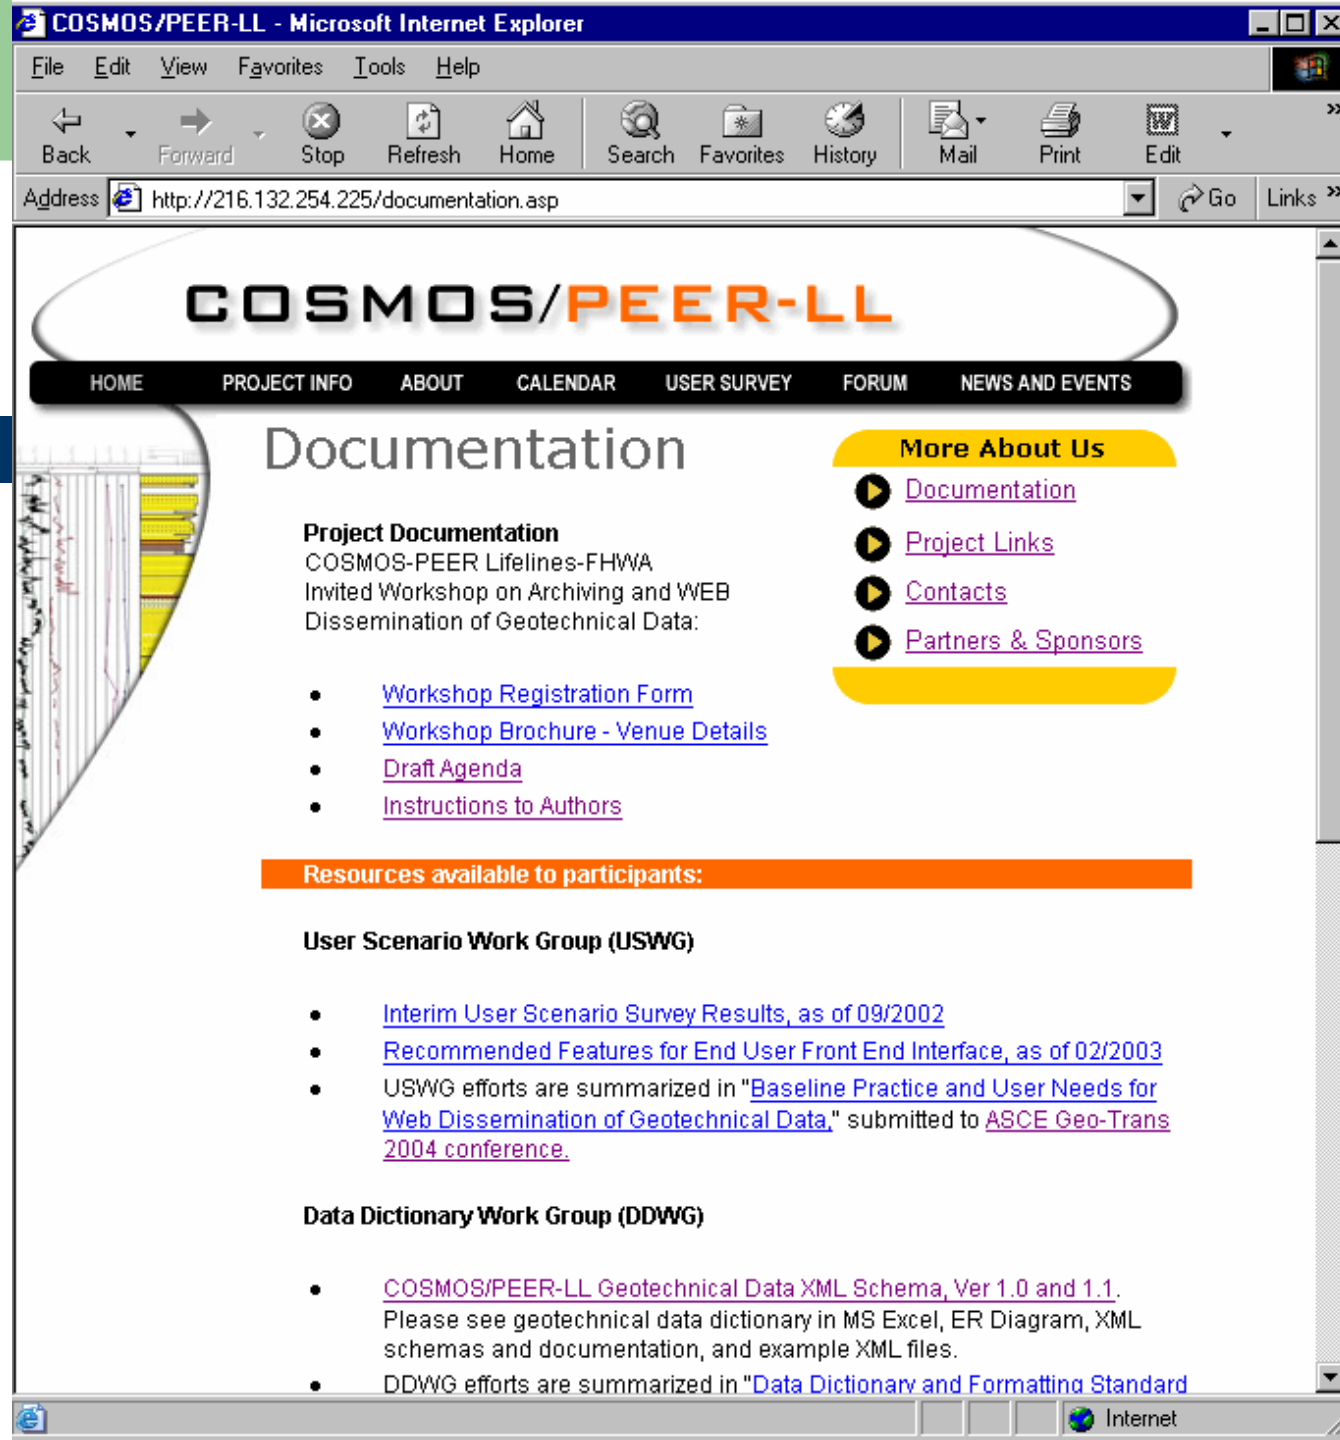 COSMOS/PEER-LL - Microsoft Internet Explorer
File Edit View Favorites Tools Help
Back Forward Stop Refresh Home Search Favorites History Mail Print Edit »
Address http://216.132.254.225/documentation.asp Go Links »
COSMOS/PEER-LL
HOME PROJECT INFO ABOUT CALENDAR USER SURVEY FORUM NEWS AND EVENTS
Documentation
Project Documentation
COSMOS-PEER Lifelines-FHWA
Invited Workshop on Archiving and WEB
Dissemination of Geotechnical Data:
More About Us
Documentation
Project Links
Contacts
Partners & Sponsors
• Workshop Registration Form
• Workshop Brochure - Venue Details
• Draft Agenda
• Instructions to Authors
Resources available to participants:
User Scenario Work Group (USWG)
• Interim User Scenario Survey Results, as of 09/2002
• Recommended Features for End User Front End Interface, as of 02/2003
• USWG efforts are summarized in "Baseline Practice and User Needs for
Web Dissemination of Geotechnical Data," submitted to ASCE Geo-Trans
2004 conference.
Data Dictionary Work Group (DDWG)
• COSMOS/PEER-LL Geotechnical Data XML Schema, Ver 1.0 and 1.1.
Please see geotechnical data dictionary in MS Excel, ER Diagram, XML
schemas and documentation, and example XML files.
• DDWG efforts are summarized in "Data Dictionary and Formatting Standard
Internet